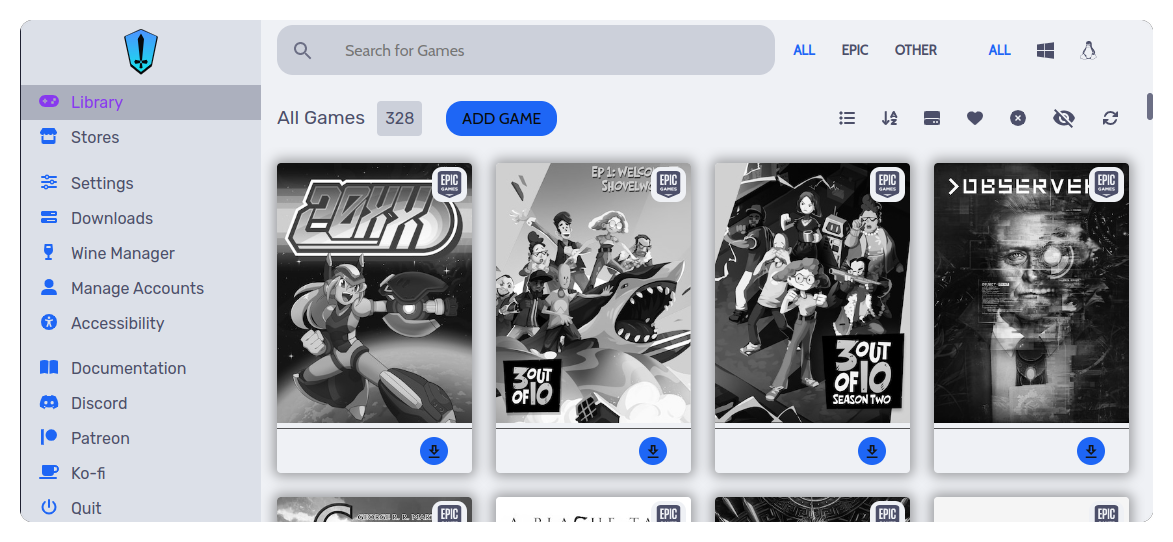 Search for Games
ALL EPIC OTHER ALL
Library
Stores
Settings
Downloads
Wine Manager
Manage Accounts
Accessibility
Documentation
Discord
Patreon
Ko-fi
Quit
All Games 328 ADD GAME
20XX
EPIC
GAMES
EP 1: WELCO
SHOVELW
EPIC
GAMES
3 OUT
OF 10
EPIC
GAMES
3 OUT
OF 10
SEASON TWO
>OBSERVER
EPIC
GAMES
GEORGE R. R. MAR
EPIC
A PLAGUE TA
EPIC
EPIC
EPIC